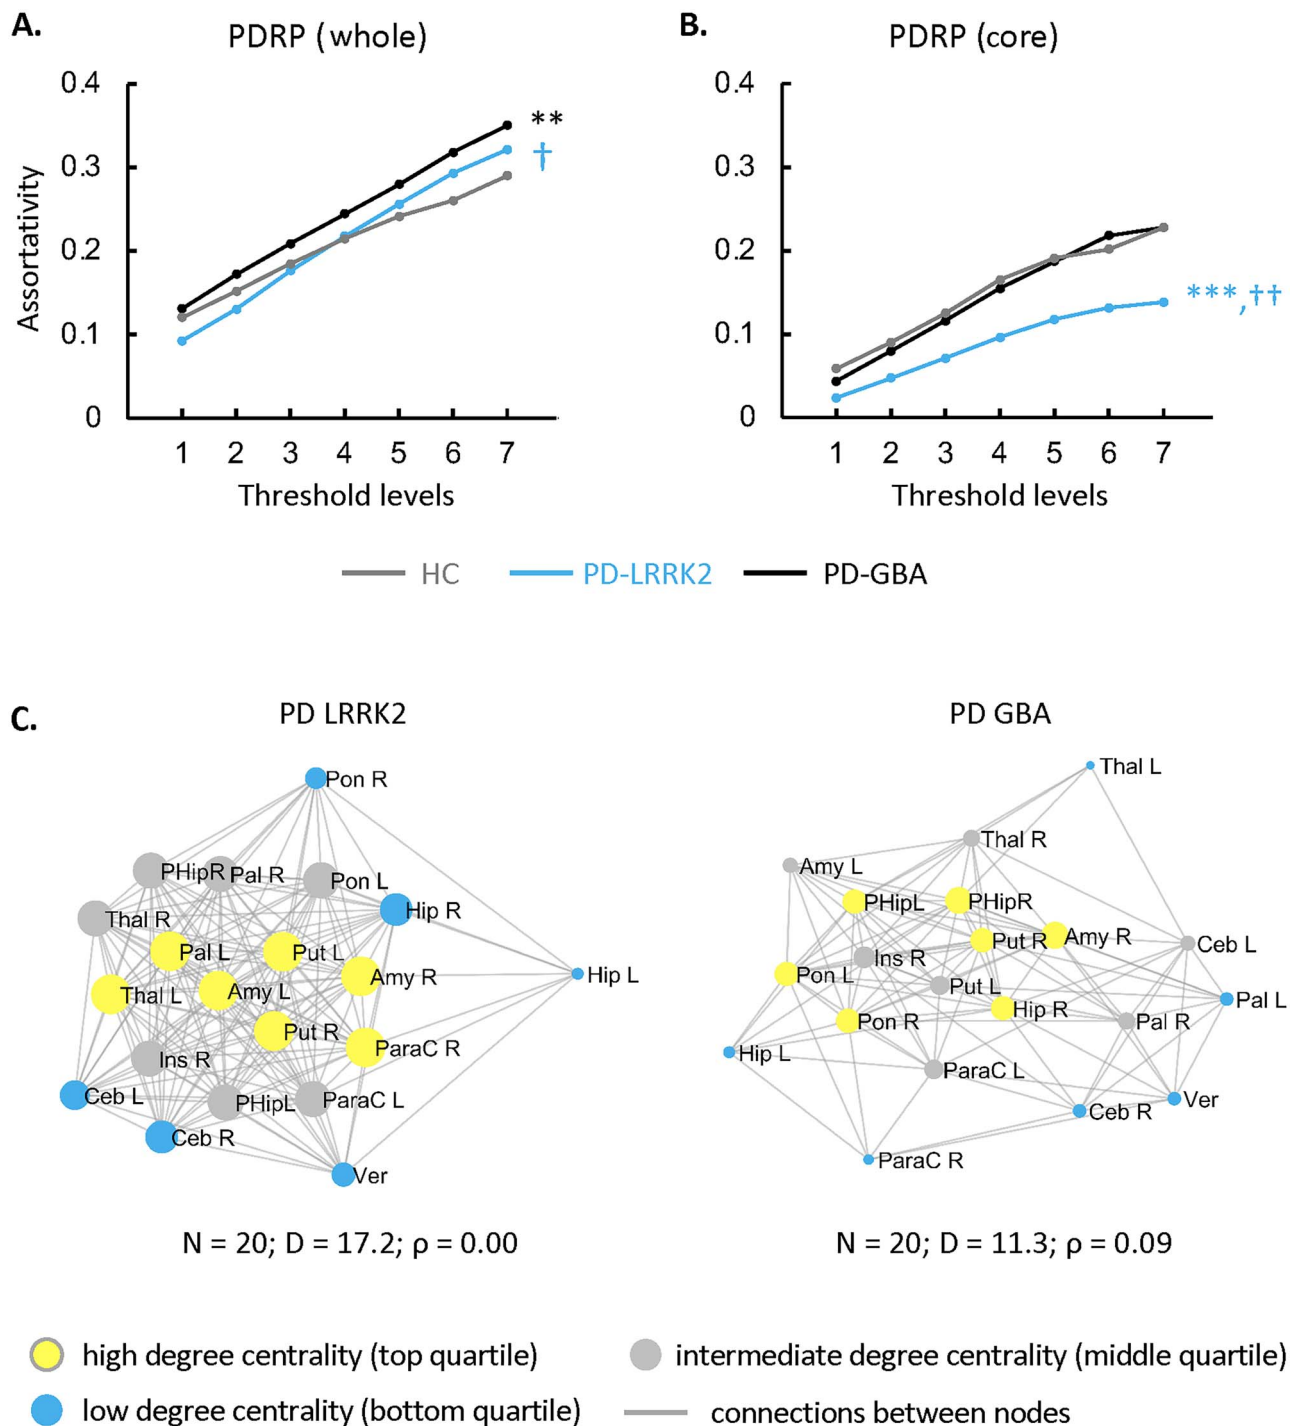 A.
PDRP (whole)
0.4
0.3
0.2
0.1
0
Assortativity
**
†
1 2 3 4 5 6 7
Threshold levels
B.
PDRP (core)
0.4
0.3
0.2
0.1
0
***,††
1 2 3 4 5 6 7
Threshold levels
HC PD-LRRK2 PD-GBA
C.
PD LRRK2
Pon R
PHipR Pal R Pon L
Hip R
Thal R
Pal L Put L
Amy R Hip L
Thal L Amy L
Put R
ParaC R
Ins R
Ceb L PHipL ParaC L
Ceb R
Ver
N = 20; D = 17.2; ρ = 0.00
PD GBA
Thal L
Thal R
Amy L
PHipL PHipR
Put R Amy R
Ceb L
Ins R
Pon L Put L
Pal L
Pon R Hip R Pal R
Hip L
ParaC L
Ceb R Ver
ParaC R
N = 20; D = 11.3; ρ = 0.09
high degree centrality (top quartile)
intermediate degree centrality (middle quartile)
low degree centrality (bottom quartile)
connections between nodes